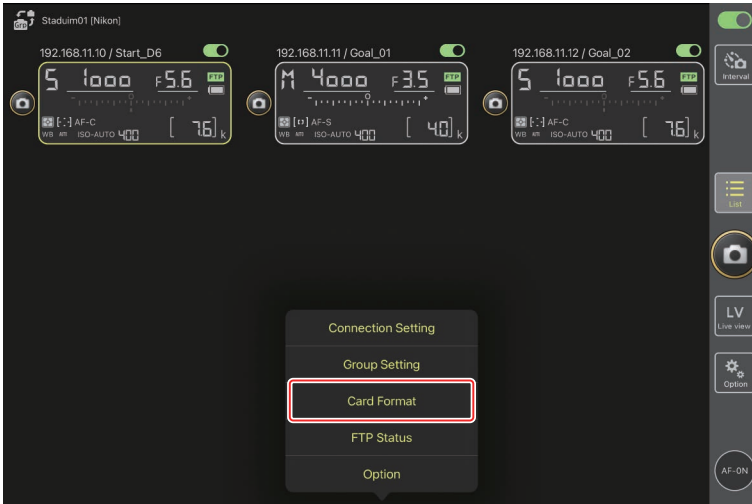 Grp Staduim01 [Nikon]
192.168.11.10 / Start_D6
S 1000 F5.6 FTP
AF-C
WB ISO-AUTO 400 [ 7.6] k
192.168.11.11 / Goal_01
M 4000 F3.5 FTP
AF-S
WB ISO-AUTO 400 [ 4.0] k
192.168.11.12 / Goal_02
S 1000 F5.6 FTP
AF-C
WB ISO-AUTO 400 [ 7.6] k
Interval
List
LV
Live view
Option
AF-ON
Connection Setting
Group Setting
Card Format
FTP Status
Option